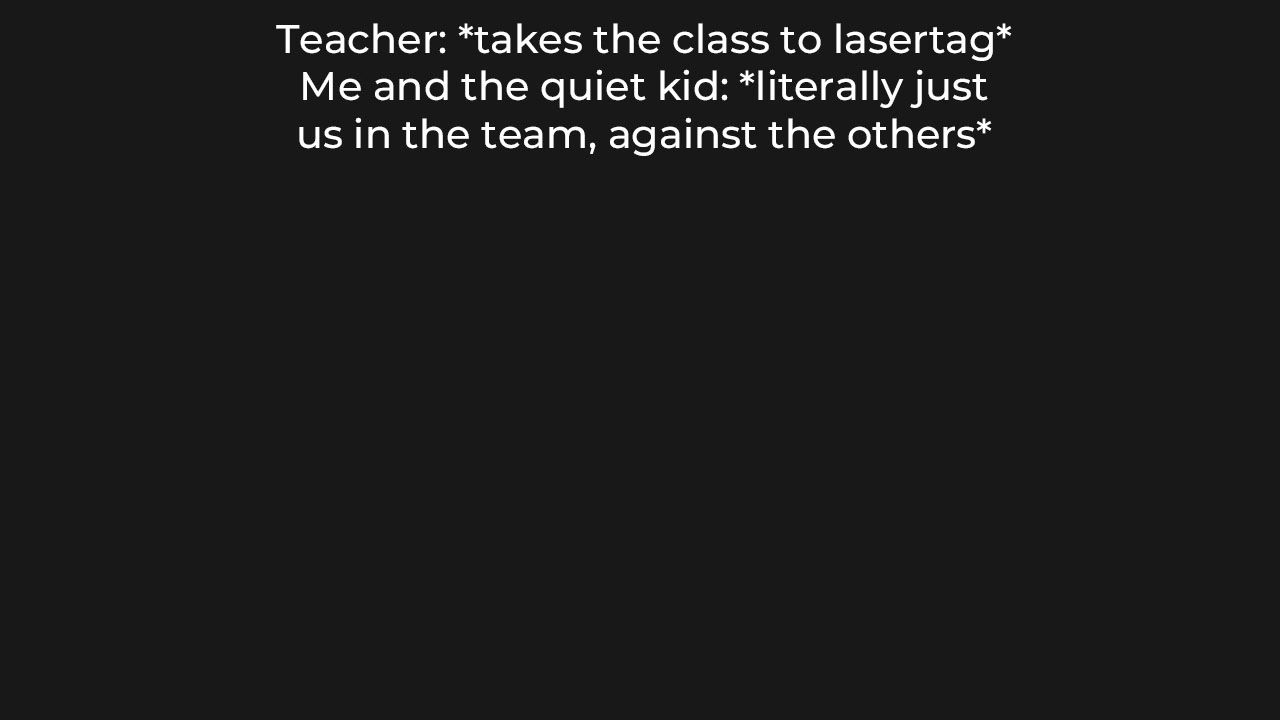 Teacher: *takes the class to lasertag*
Me and the quiet kid: *literally just
us in the team, against the others*